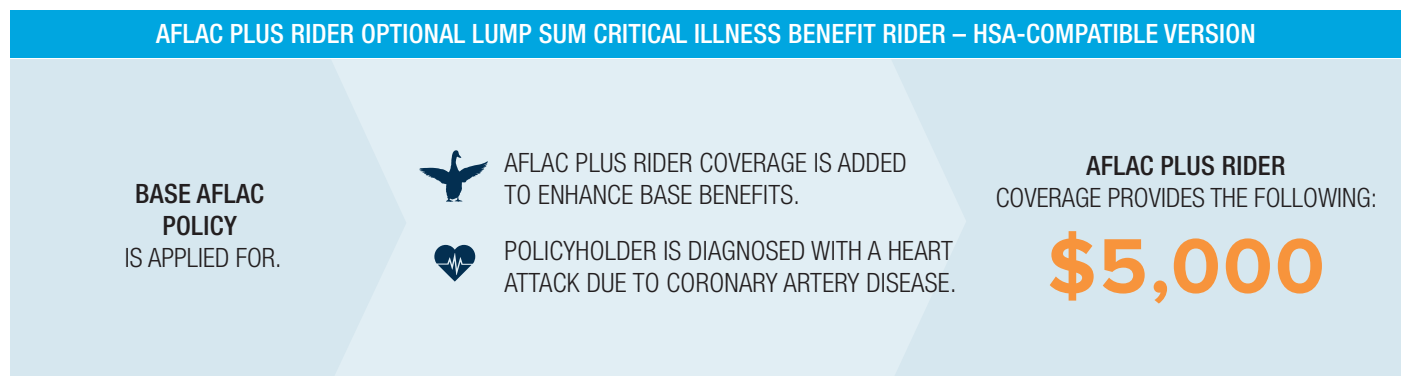 AFLAC PLUS RIDER OPTIONAL LUMP SUM CRITICAL ILLNESS BENEFIT RIDER – HSA-COMPATIBLE VERSION
BASE AFLAC
POLICY
IS APPLIED FOR.
AFLAC PLUS RIDER COVERAGE IS ADDED
TO ENHANCE BASE BENEFITS.
POLICYHOLDER IS DIAGNOSED WITH A HEART
ATTACK DUE TO CORONARY ARTERY DISEASE.
AFLAC PLUS RIDER
COVERAGE PROVIDES THE FOLLOWING:
$5,000